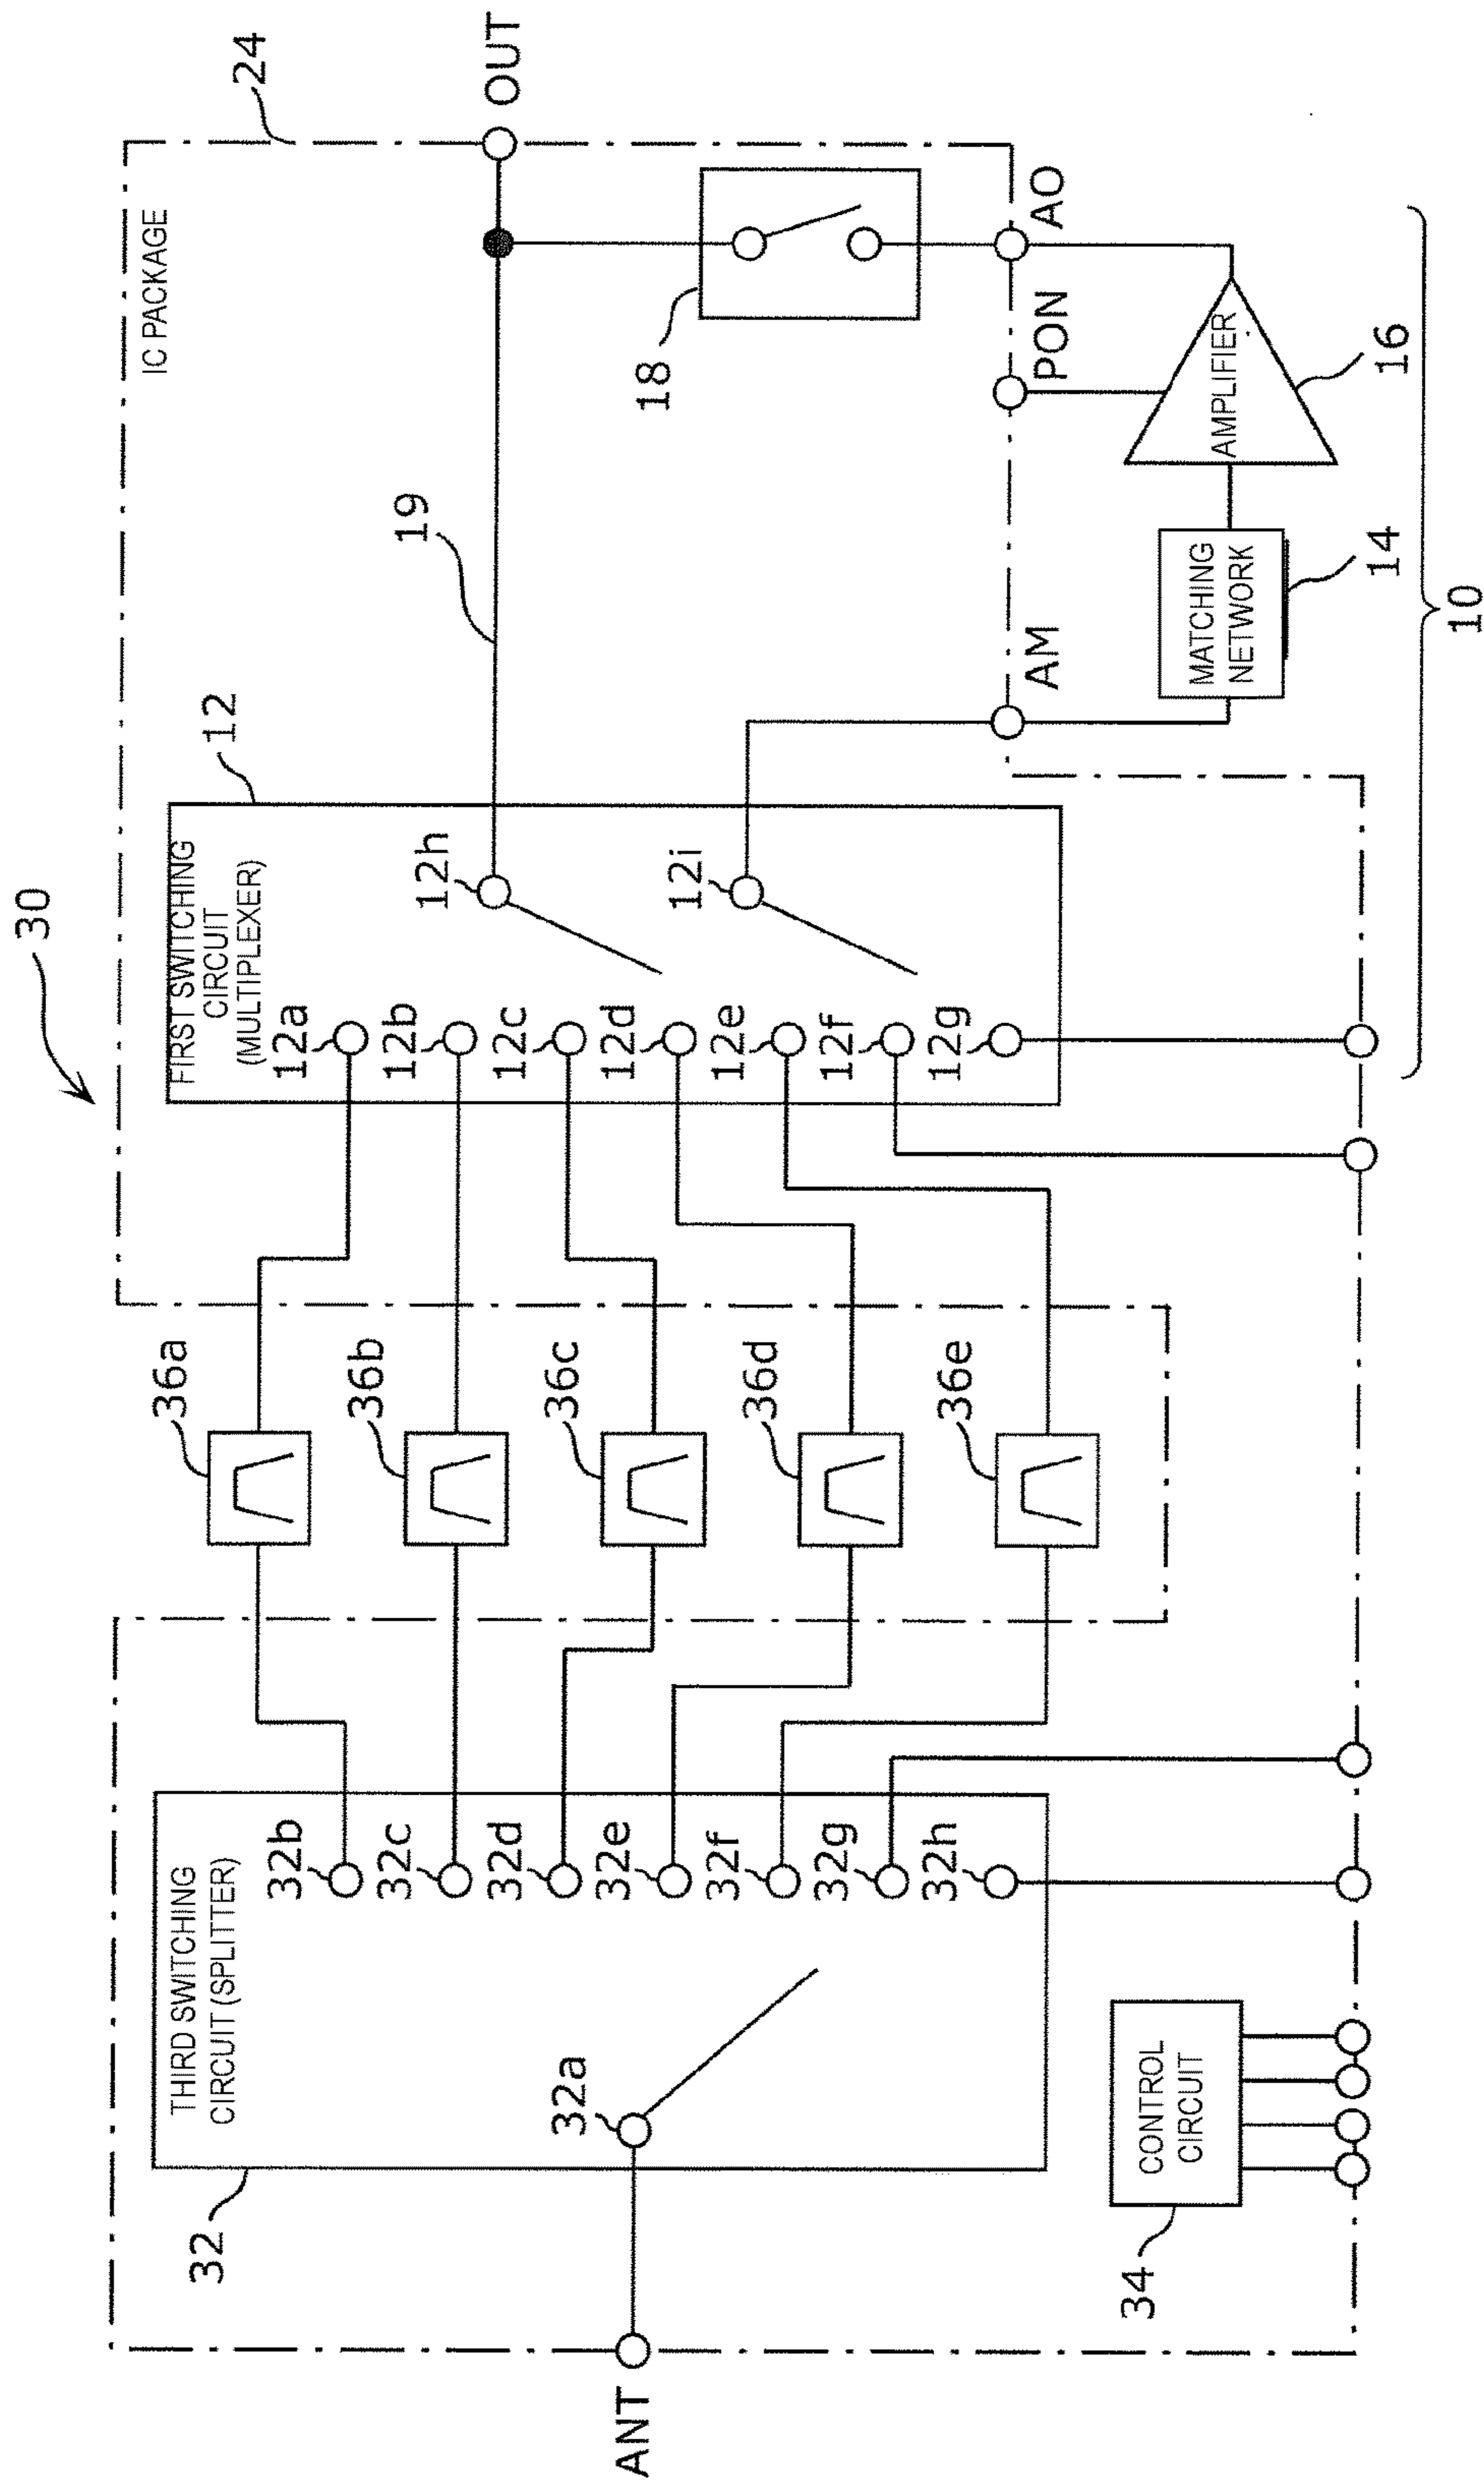 30
24
IC PACKAGE
32
THIRD SWITCHING
CIRCUIT (SPLITTER)
ANT
32a
32b
32c
32d
32e
32f
32g
32h
34
CONTROL
CIRCUIT
36a
36b
36c
36d
36e
12
FIRST SWITCHING
CIRCUIT
(MULTIPLEXER)
12a
12b
12c
12d
12e
12f
12g
12h
12i
19
OUT
18
AM
PON
AO
MATCHING
NETWORK
14
AMPLIFIER
16
10